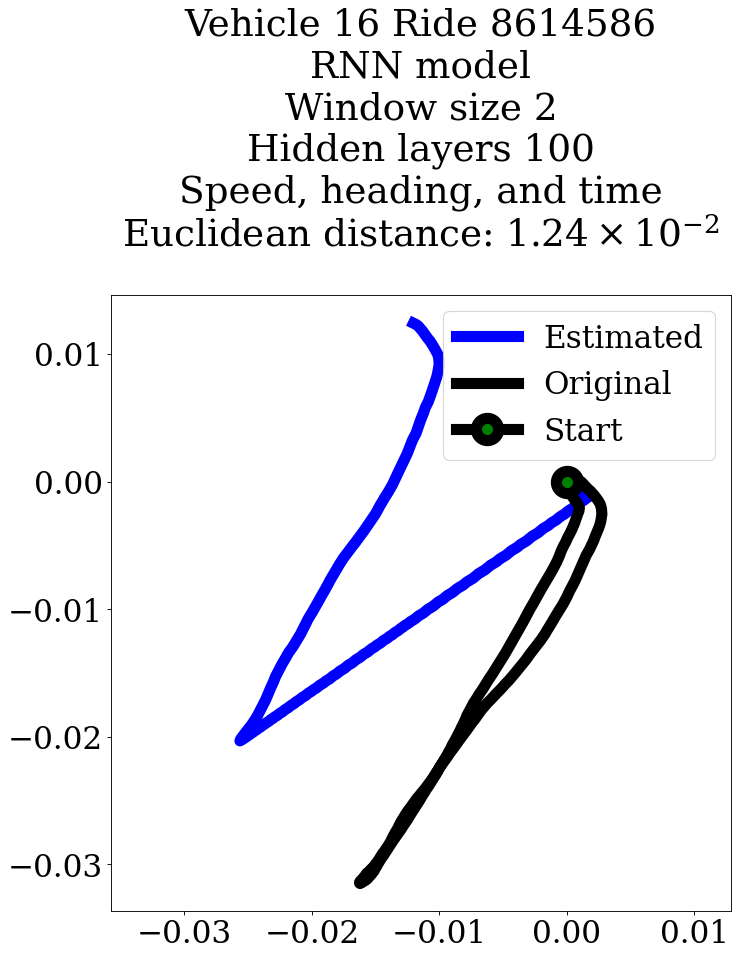 Vehicle 16 Ride 8614586
RNN model
Window size 2
Hidden layers 100
Speed, heading, and time
Euclidean distance: 1.24 × 10⁻²
Estimated
Original
Start
0.01
0.00
−0.01
−0.02
−0.03
−0.03 −0.02 −0.01 0.00 0.01